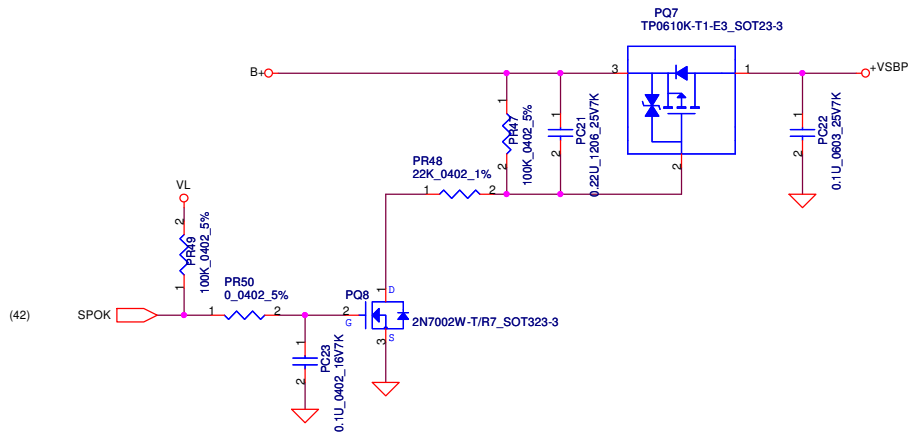 PQ7
TP0610K-T1-E3_SOT23-3
B+
3
1
+VSBP
2
1
2
PR47
100K_0402_5%
1
2
PC21
0.22U_1206_25V7K
1
2
PC22
0.1U_0603_25V7K
PR48
22K_0402_1%
1
2
VL
2
1
PR49
100K_0402_5%
PR50
0_0402_5%
1
2
(42)
SPOK
PQ8
2
G
1
D
3
S
2N7002W-T/R7_SOT323-3
1
2
PC23
0.1U_0402_16V7K